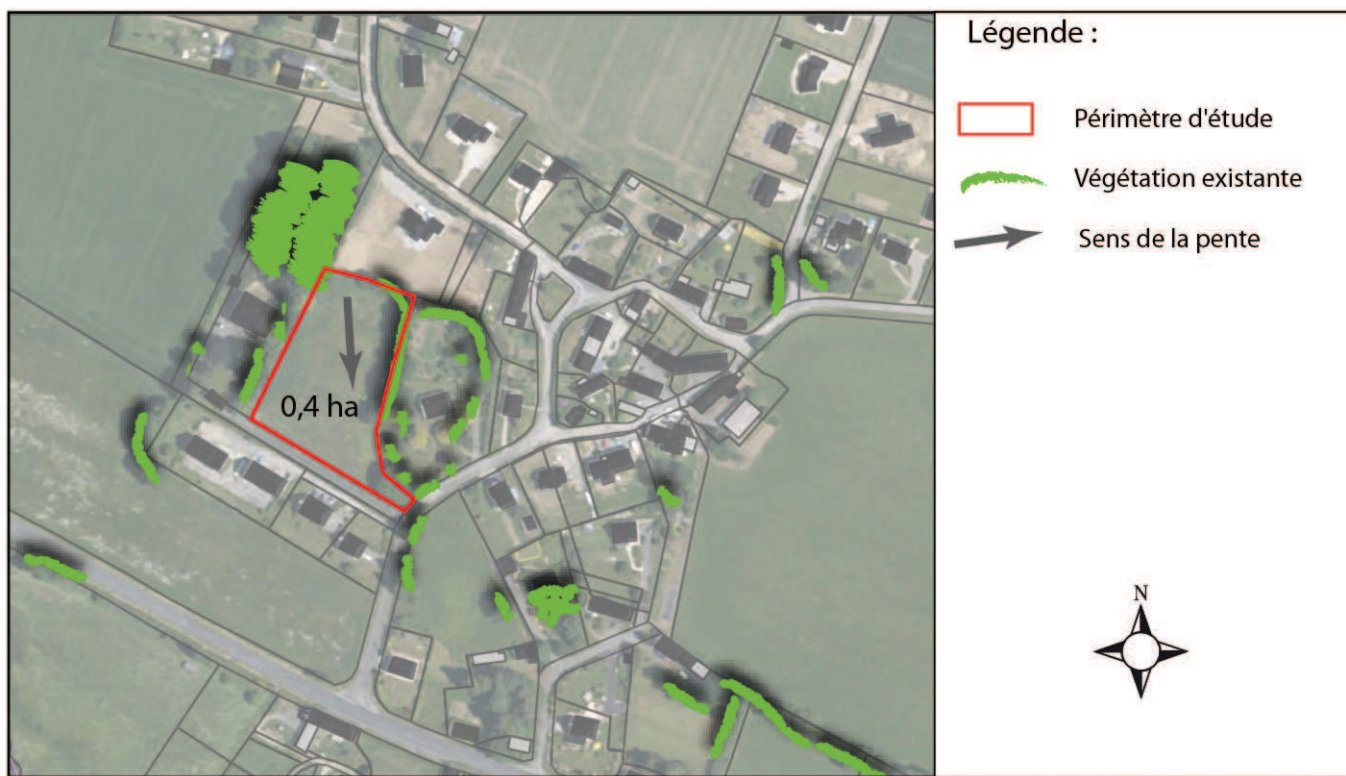 Légende :
Périmètre d'étude
Végétation existante
Sens de la pente
0,4 ha
N